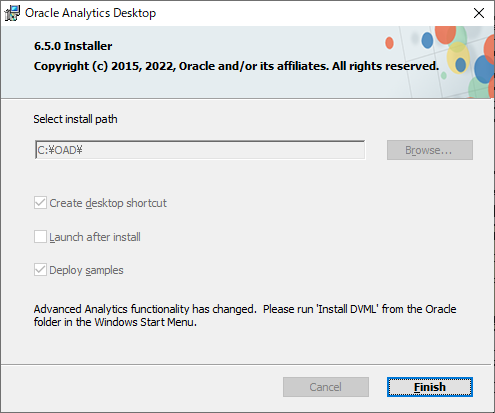 Oracle Analytics Desktop
6.5.0 Installer
Copyright (c) 2015, 2022, Oracle and/or its affiliates. All rights reserved.
Select install path
C:¥OAD¥
Browse...
Create desktop shortcut
Launch after install
Deploy samples
Advanced Analytics functionality has changed.  Please run 'Install DVML' from the Oracle
folder in the Windows Start Menu.
Cancel
Finish